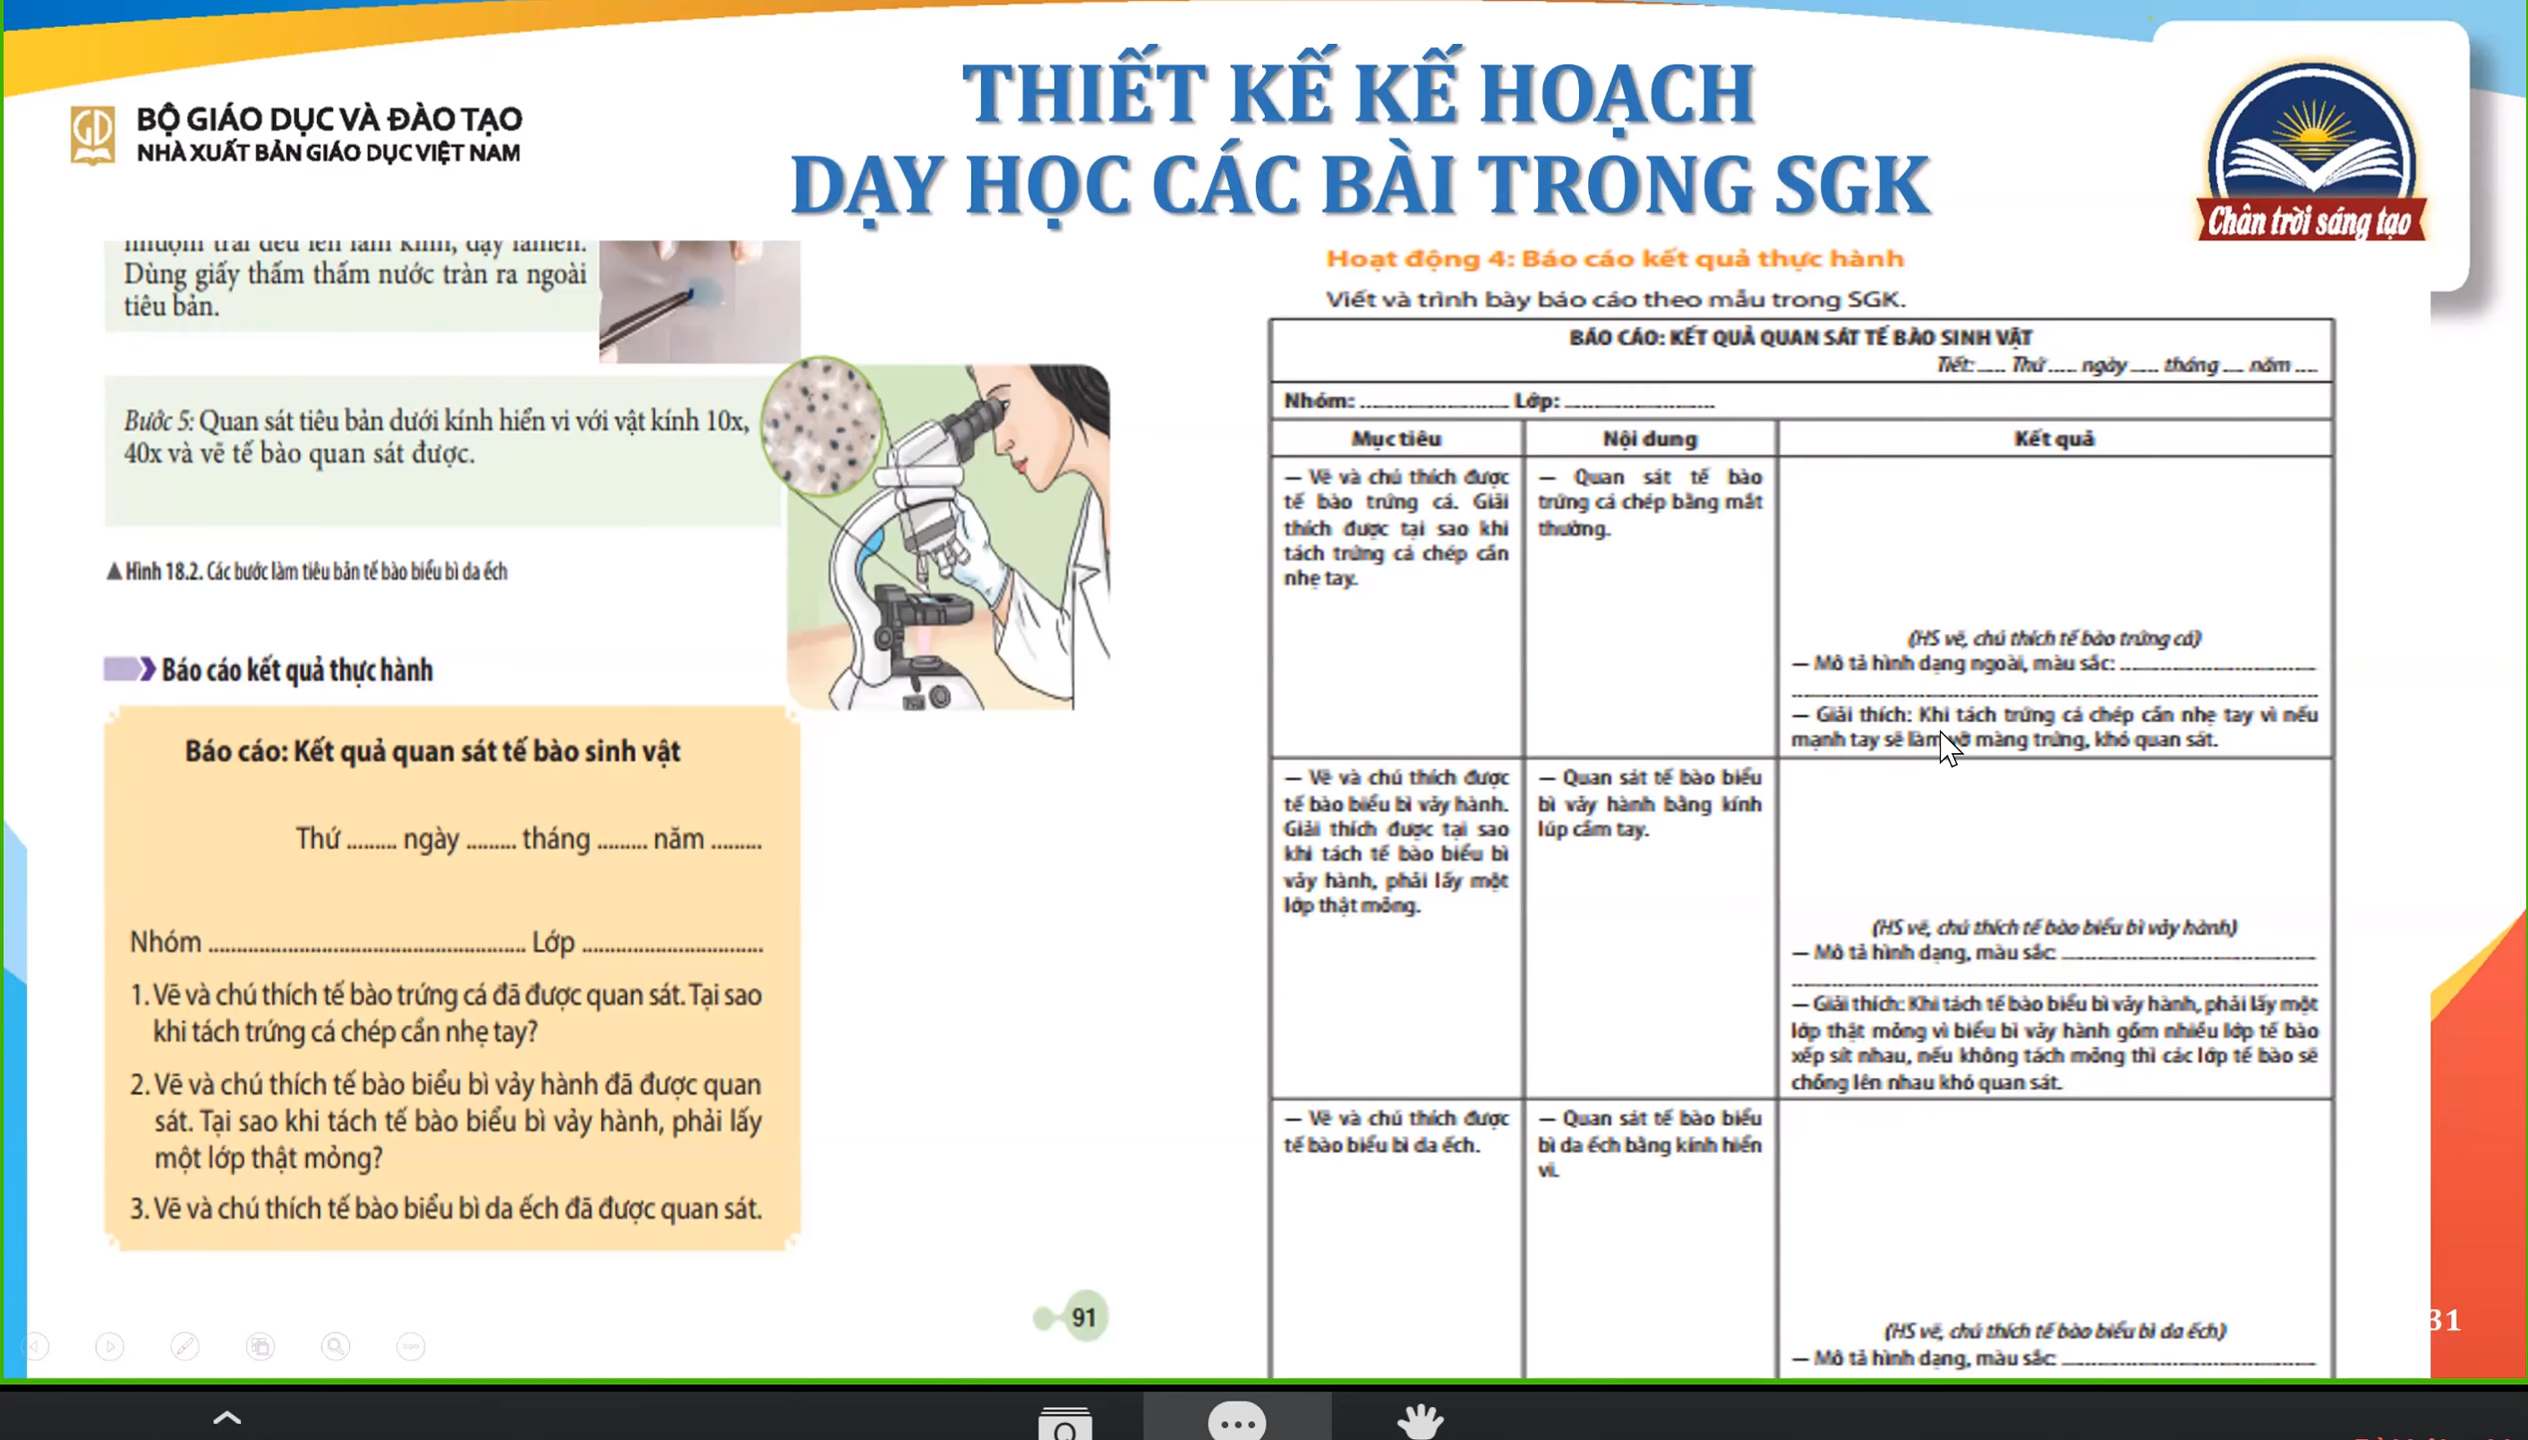 THIẾT KẾ KẾ HOẠCH
DẠY HỌC CÁC BÀI TRONG SGK
BỘ GIÁO DỤC VÀ ĐÀO TẠO
NHÀ XUẤT BẢN GIÁO DỤC VIỆT NAM
Chân trời sáng tạo
nhuộm trải đều lên lam kính, đậy lamen.
Dùng giấy thấm thấm nước tràn ra ngoài
tiêu bản.
Bước 5: Quan sát tiêu bản dưới kính hiển vi với vật kính 10x,
40x và vẽ tế bào quan sát được.
▲ Hình 18.2. Các bước làm tiêu bản tế bào biểu bì da ếch
Báo cáo kết quả thực hành
Báo cáo: Kết quả quan sát tế bào sinh vật
Thứ ......... ngày ......... tháng ......... năm .........
Nhóm ......................................................... Lớp .................................
1. Vẽ và chú thích tế bào trứng cá đã được quan sát. Tại sao
khi tách trứng cá chép cần nhẹ tay?
2. Vẽ và chú thích tế bào biểu bì vảy hành đã được quan
sát. Tại sao khi tách tế bào biểu bì vảy hành, phải lấy
một lớp thật mỏng?
3. Vẽ và chú thích tế bào biểu bì da ếch đã được quan sát.
91
Hoạt động 4: Báo cáo kết quả thực hành
Viết và trình bày báo cáo theo mẫu trong SGK.
BÁO CÁO: KẾT QUẢ QUAN SÁT TẾ BÀO SINH VẬT
Tiết: ..... Thứ ..... ngày ..... tháng .... năm ....
Nhóm: ........................... Lớp: ...........................
Mục tiêu
Nội dung
Kết quả
— Vẽ và chú thích được
tế bào trứng cá. Giải
thích được tại sao khi
tách trứng cá chép cần
nhẹ tay.
— Quan sát tế bào
trứng cá chép bằng mắt
thường.
(HS vẽ, chú thích tế bào trứng cá)
— Mô tả hình dạng ngoài, màu sắc: ....................................
................................................................................
— Giải thích: Khi tách trứng cá chép cần nhẹ tay vì nếu
mạnh tay sẽ làm vỡ màng trứng, khó quan sát.
— Vẽ và chú thích được
tế bào biểu bì vảy hành.
Giải thích được tại sao
khi tách tế bào biểu bì
vảy hành, phải lấy một
lớp thật mỏng.
— Quan sát tế bào biểu
bì vảy hành bằng kính
lúp cầm tay.
(HS vẽ, chú thích tế bào biểu bì vảy hành)
— Mô tả hình dạng, màu sắc: .............................................
................................................................................
— Giải thích: Khi tách tế bào biểu bì vảy hành, phải lấy một
lớp thật mỏng vì biểu bì vảy hành gồm nhiều lớp tế bào
xếp sít nhau, nếu không tách mỏng thì các lớp tế bào sẽ
chồng lên nhau khó quan sát.
— Vẽ và chú thích được
tế bào biểu bì da ếch.
— Quan sát tế bào biểu
bì da ếch bằng kính hiển
vi.
(HS vẽ, chú thích tế bào biểu bì da ếch)
— Mô tả hình dạng, màu sắc: .............................................
31